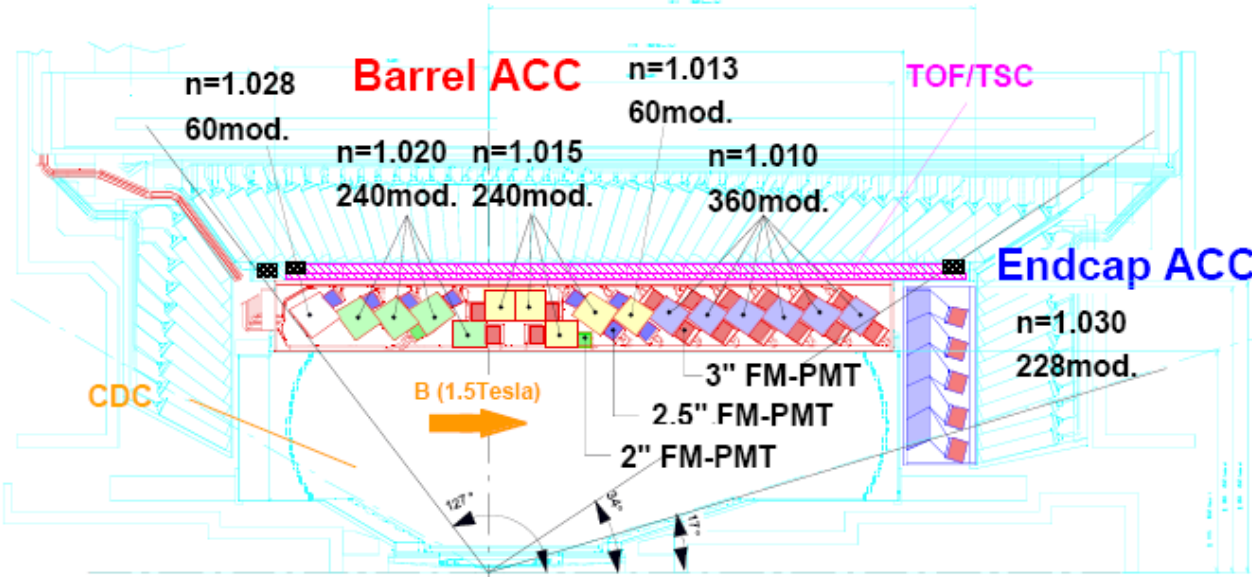 Barrel ACC
n=1.028
60mod.
n=1.020
240mod.
n=1.015
240mod.
n=1.013
60mod.
n=1.010
360mod.
TOF/TSC
Endcap ACC
n=1.030
228mod.
CDC
B (1.5Tesla)
3" FM-PMT
2.5" FM-PMT
2" FM-PMT
127°
34°
17°